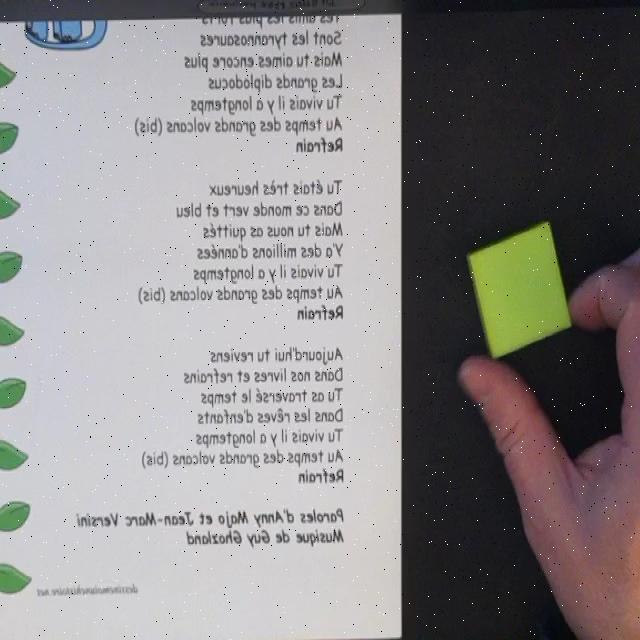 Tes amis les plus forts
Sont les tyrannosaures
Mais tu aimes encore plus
Les grands diplodocus
Tu vivais il y a longtemps
Au temps des grands volcans (bis)
Refrain
Tu étais très heureux
Dans ce monde vert et bleu
Mais tu nous as quittés
Y'a des millions d'années
Tu vivais il y a longtemps
Au temps des grands volcans (bis)
Refrain
Aujourd'hui tu reviens
Dans nos livres et refrains
Tu as traversé le temps
Dans les rêves d'enfants
Tu vivais il y a longtemps
Au temps des grands volcans (bis)
Refrain
Paroles d'Anny Majo et Jean-Marc Versini
Musique de Guy Ghozland